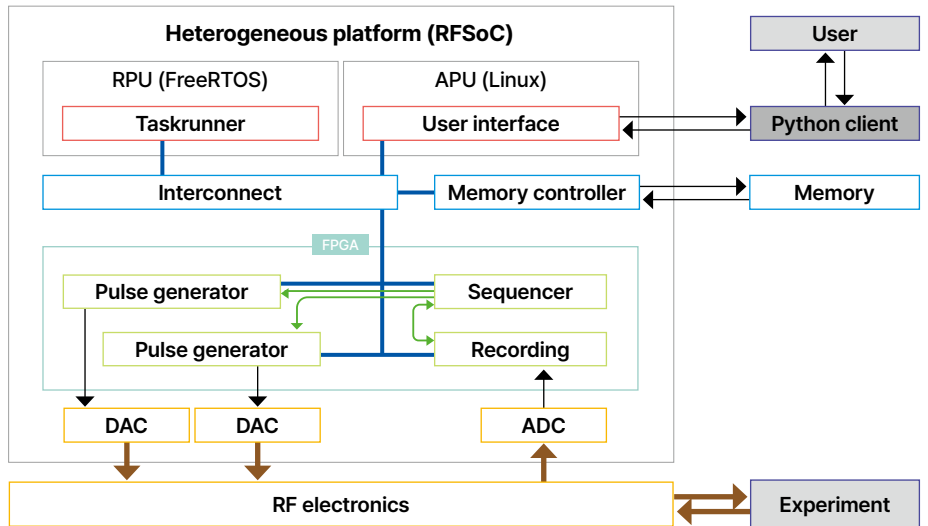 Heterogeneous platform (RFSoC)
User
RPU (FreeRTOS)
APU (Linux)
Taskrunner
User interface
Python client
Interconnect
Memory controller
Memory
FPGA
Pulse generator
Sequencer
Pulse generator
Recording
DAC
DAC
ADC
RF electronics
Experiment